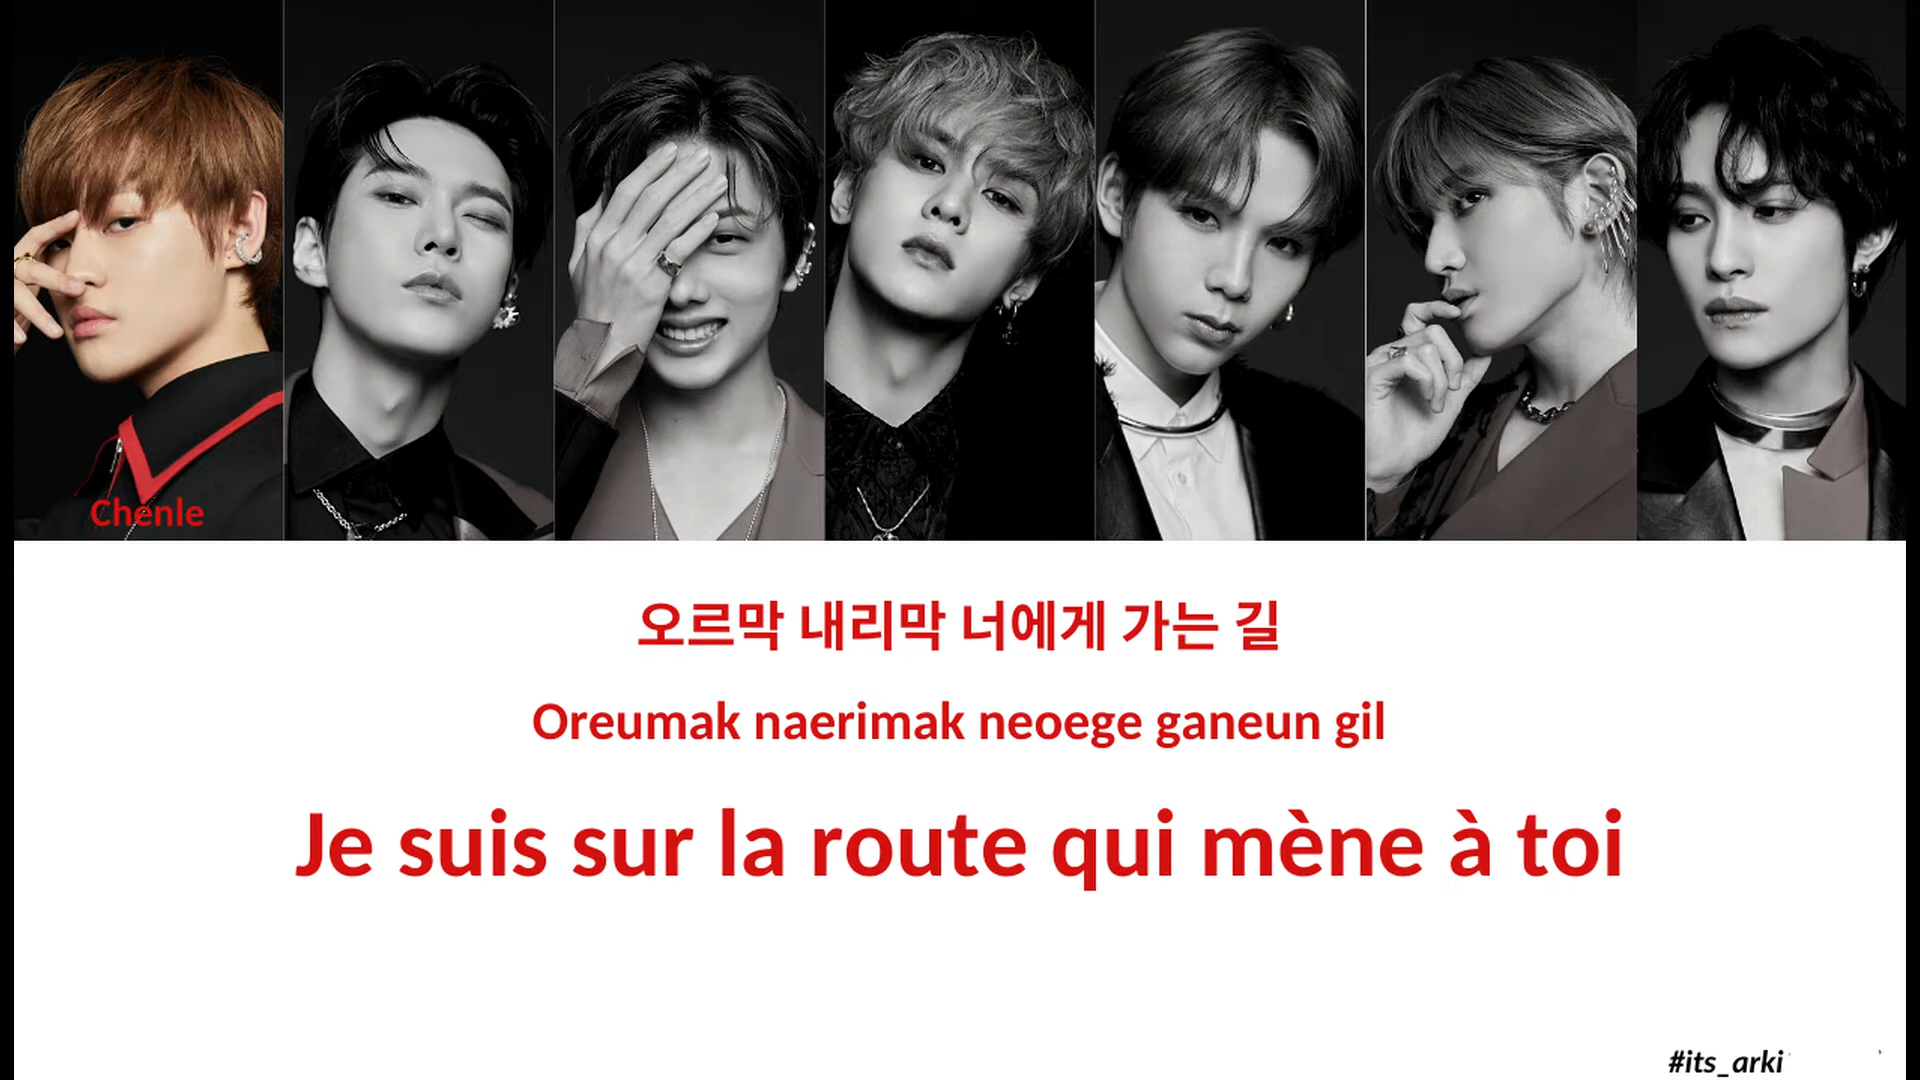 Chenle
오르막 내리막 너에게 가는 길
Oreumak naerimak neoege ganeun gil
Je suis sur la route qui mène à toi
#its_arki